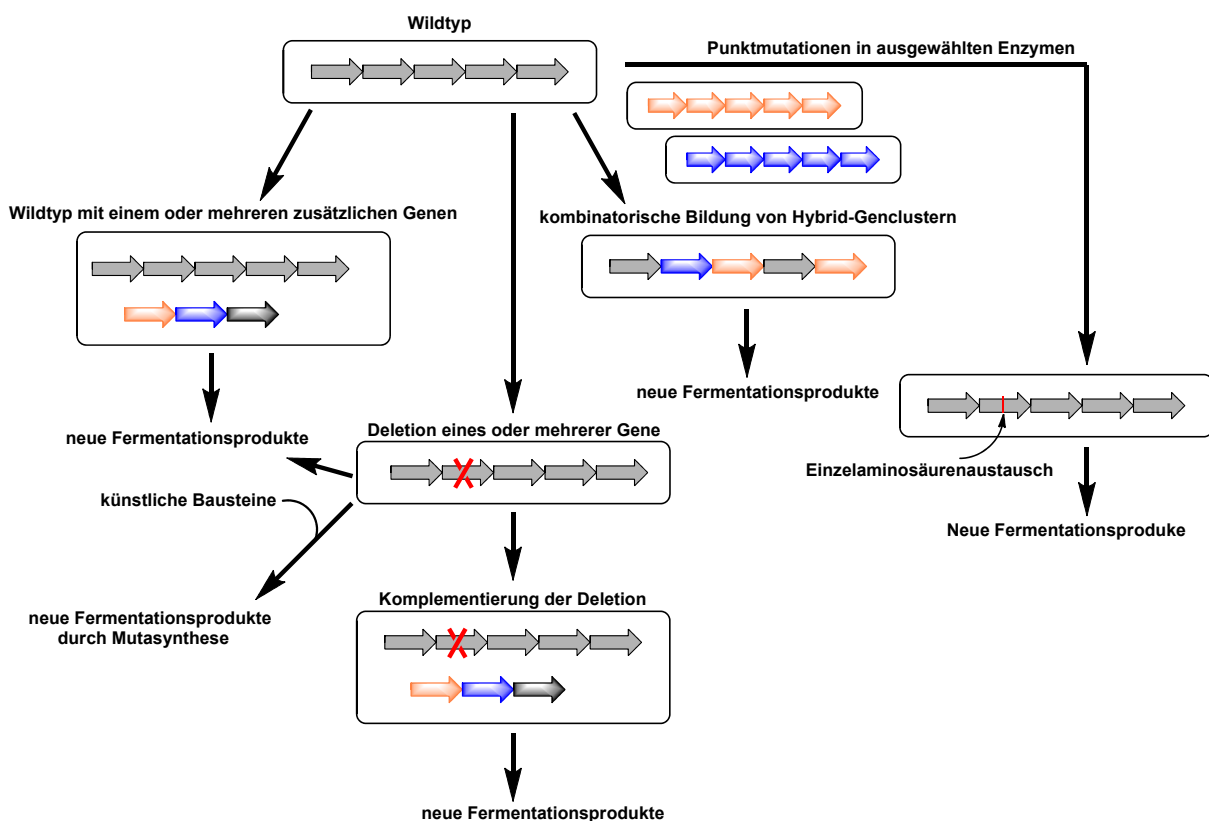 Wildtyp
Punktmutationen in ausgewählten Enzymen
Wildtyp mit einem oder mehreren zusätzlichen Genen
kombinatorische Bildung von Hybrid-Genclustern
neue Fermentationsprodukte
neue Fermentationsprodukte
Deletion eines oder mehrerer Gene
Einzelaminosäurenaustausch
künstliche Bausteine
Neue Fermentationsproduke
Komplementierung der Deletion
neue Fermentationsprodukte
durch Mutasynthese
neue Fermentationsprodukte